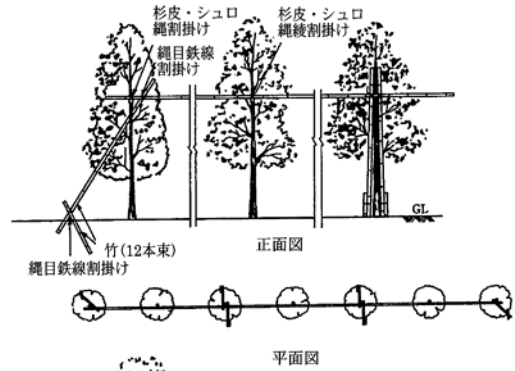 杉皮・シュロ
縄割掛け
縄目鉄線
割掛け
杉皮・シュロ
縄綾割掛け
GL
竹(12本束)
縄目鉄線割掛け
正面図
平面図